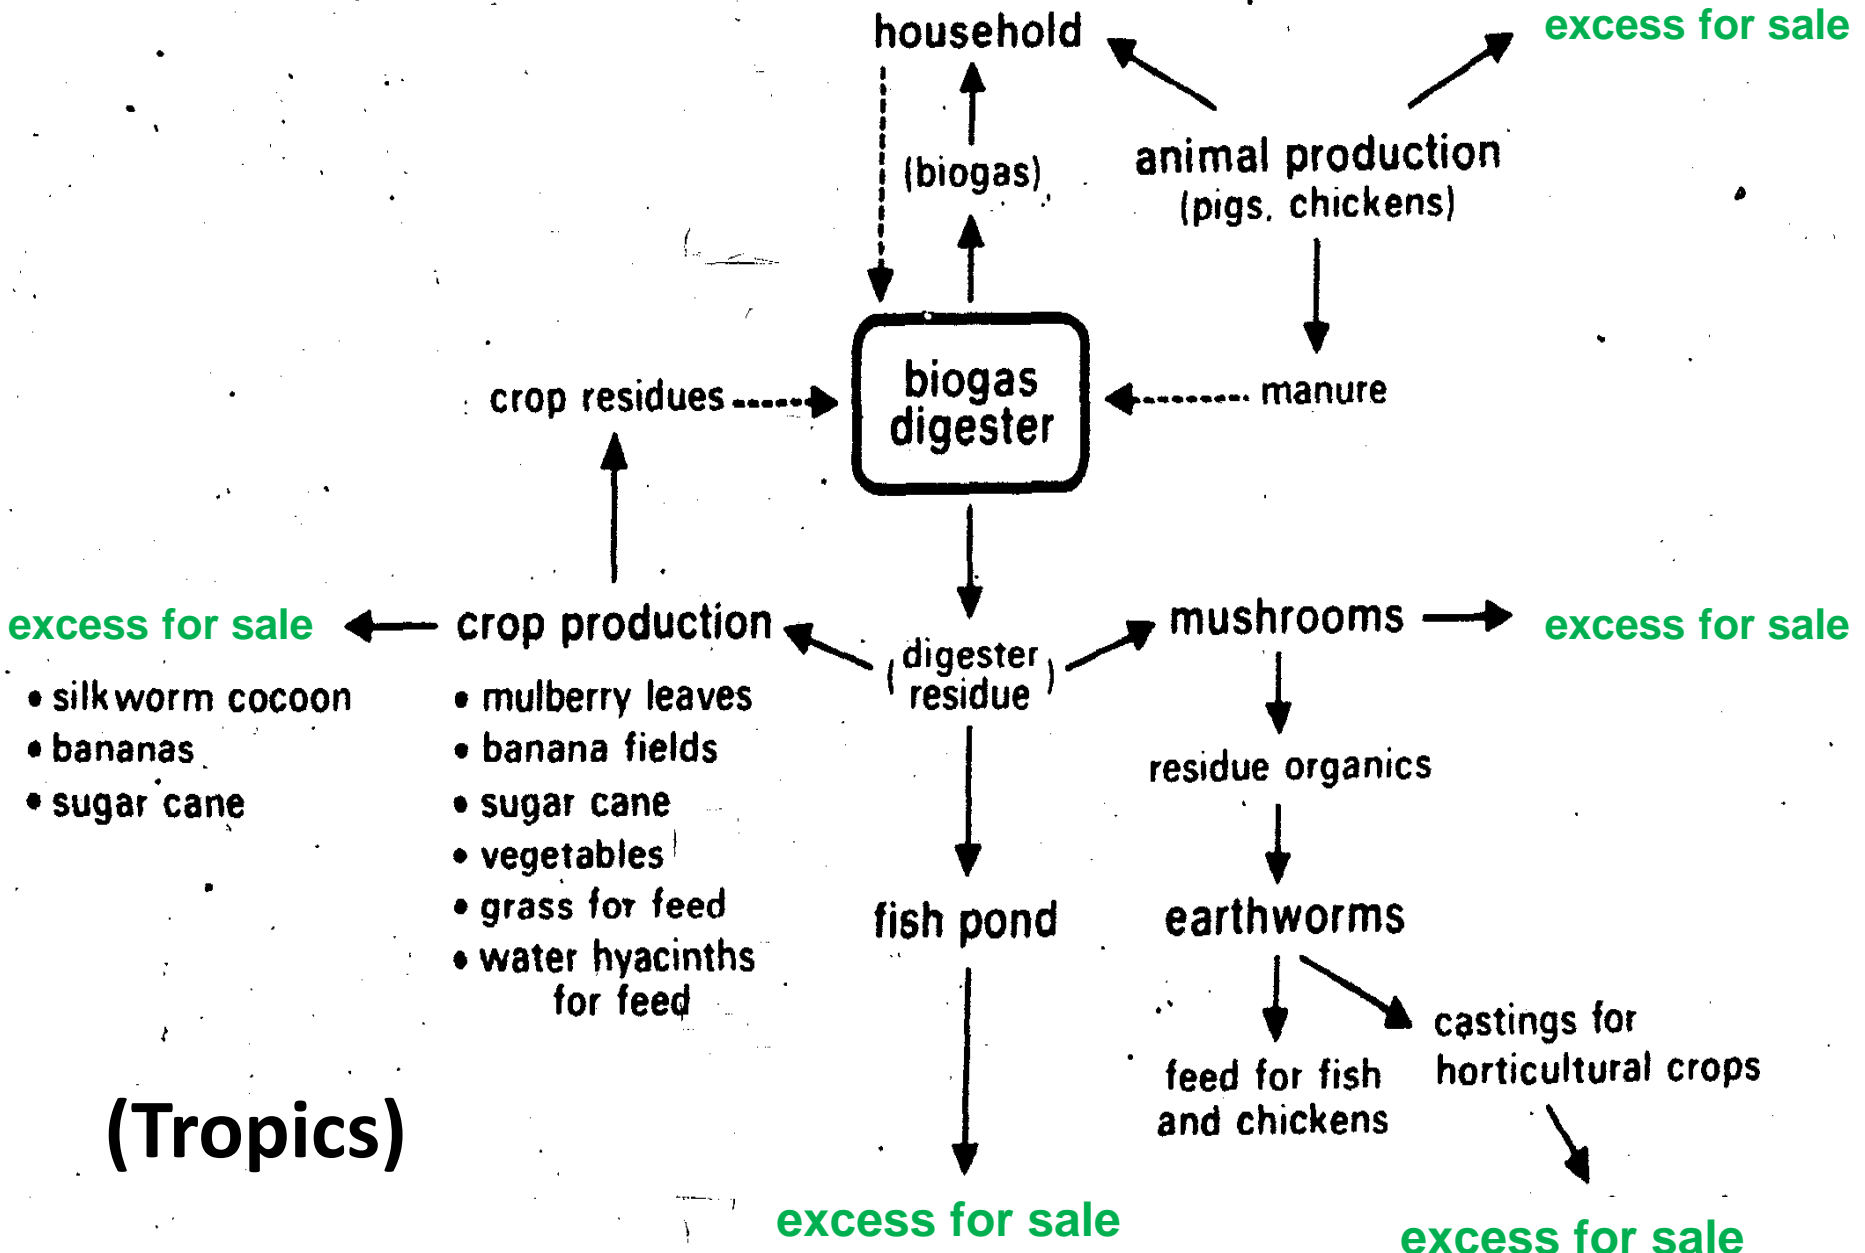 household
excess for sale
animal production
(pigs, chickens)
(biogas)
biogas
digester
crop residues
manure
excess for sale
crop production
(digester
residue)
mushrooms
excess for sale
• silkworm cocoon
• bananas
• sugar cane
• mulberry leaves
• banana fields
• sugar cane
• vegetables
• grass for feed
• water hyacinths
for feed
residue organics
fish pond
earthworms
castings for
horticultural crops
feed for fish
and chickens
(Tropics)
excess for sale
excess for sale